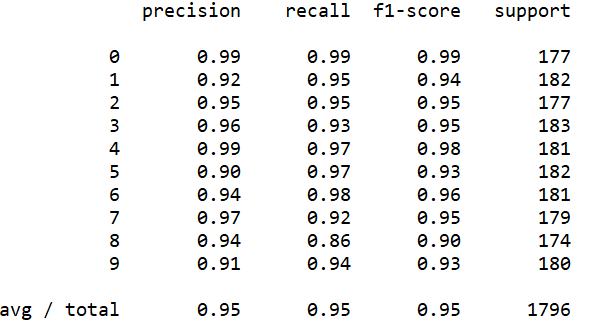 precision recall f1-score support
0 0.99 0.99 0.99 177
1 0.92 0.95 0.94 182
2 0.95 0.95 0.95 177
3 0.96 0.93 0.95 183
4 0.99 0.97 0.98 181
5 0.90 0.97 0.93 182
6 0.94 0.98 0.96 181
7 0.97 0.92 0.95 179
8 0.94 0.86 0.90 174
9 0.91 0.94 0.93 180
avg / total 0.95 0.95 0.95 1796